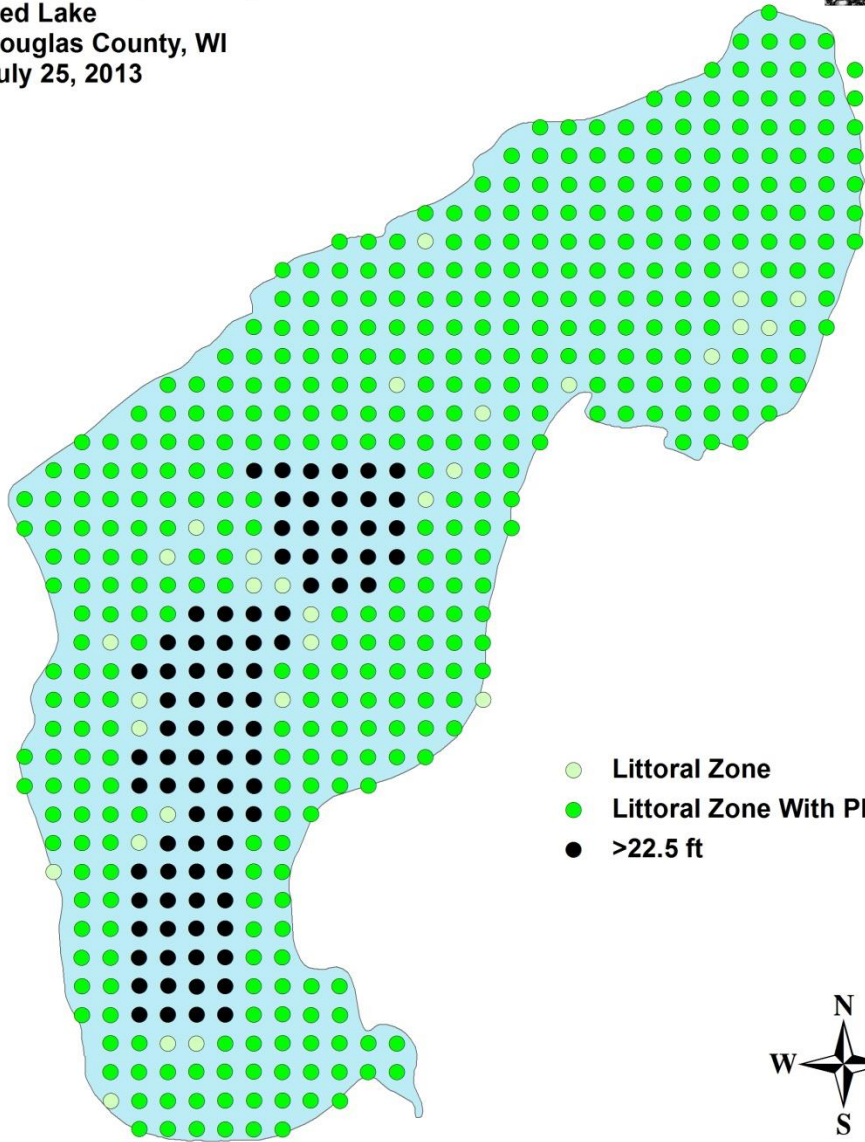 ed Lake
ouglas County, WI
uly 25, 2013
Littoral Zone
Littoral Zone With Pl
>22.5 ft
N
W
S